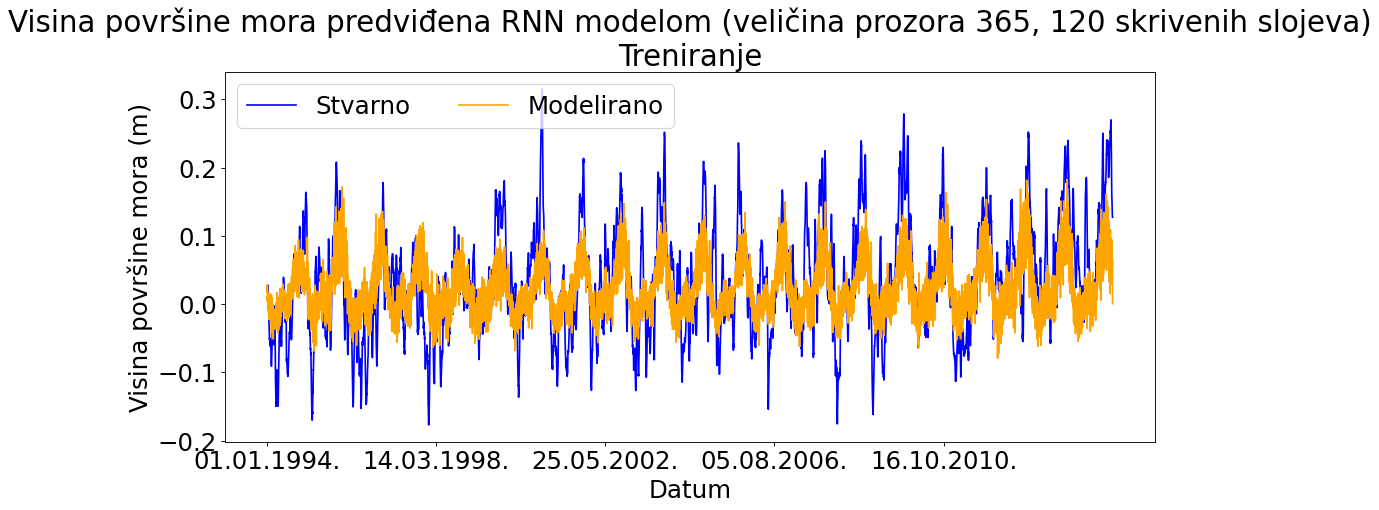 Visina površine mora predviđena RNN modelom (veličina prozora 365, 120 skrivenih slojeva)
Treniranje
Stvarno Modelirano
Visina površine mora (m)
0.3
0.2
0.1
0.0
−0.1
−0.2
01.01.1994. 14.03.1998. 25.05.2002. 05.08.2006. 16.10.2010.
Datum